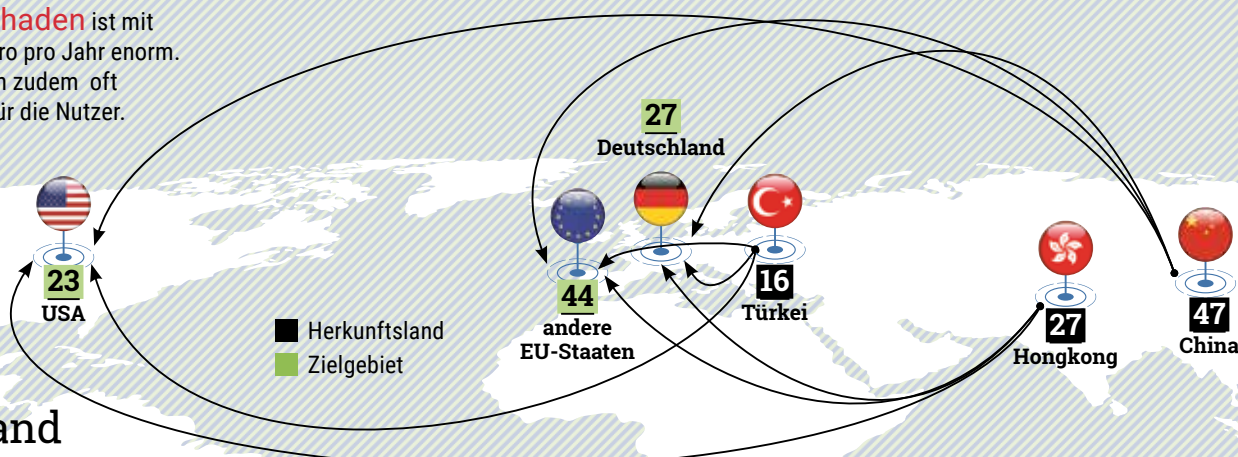 haden ist mit
ro pro Jahr enorm.
n zudem oft
ür die Nutzer.
27
Deutschland
23
USA
44
andere
EU-Staaten
16
Türkei
27
Hongkong
47
China
Herkunftsland
Zielgebiet
and